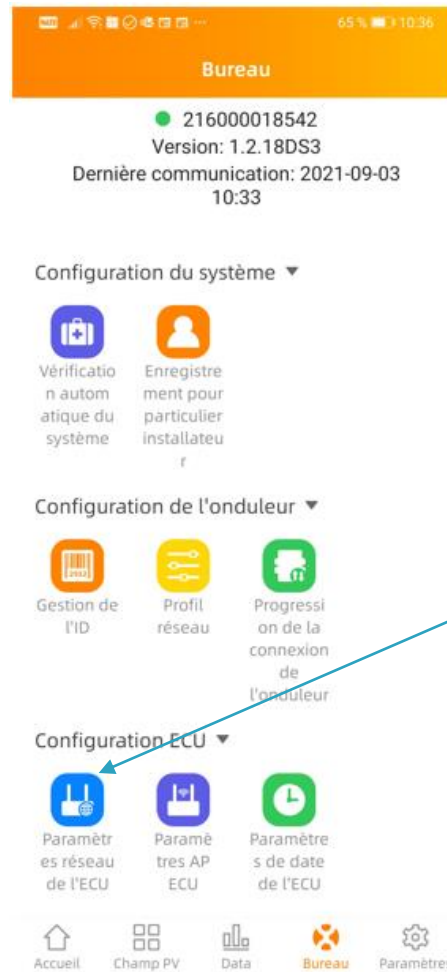 65 % 10:36
Bureau
216000018542
Version: 1.2.18DS3
Dernière communication: 2021-09-03
10:33
Configuration du système ▼
Vérificatio
n autom
atique du
système
Enregistre
ment pour
particulier
installateu
r
Configuration de l'onduleur ▼
Gestion de
l'ID
Profil
réseau
Progressi
on de la
connexion
de
l'onduleur
Configuration ECU ▼
Paramètr
es réseau
de l'ECU
Paramè
tres AP
ECU
Paramètre
s de date
de l'ECU
Accueil Champ PV Data Bureau Paramètre